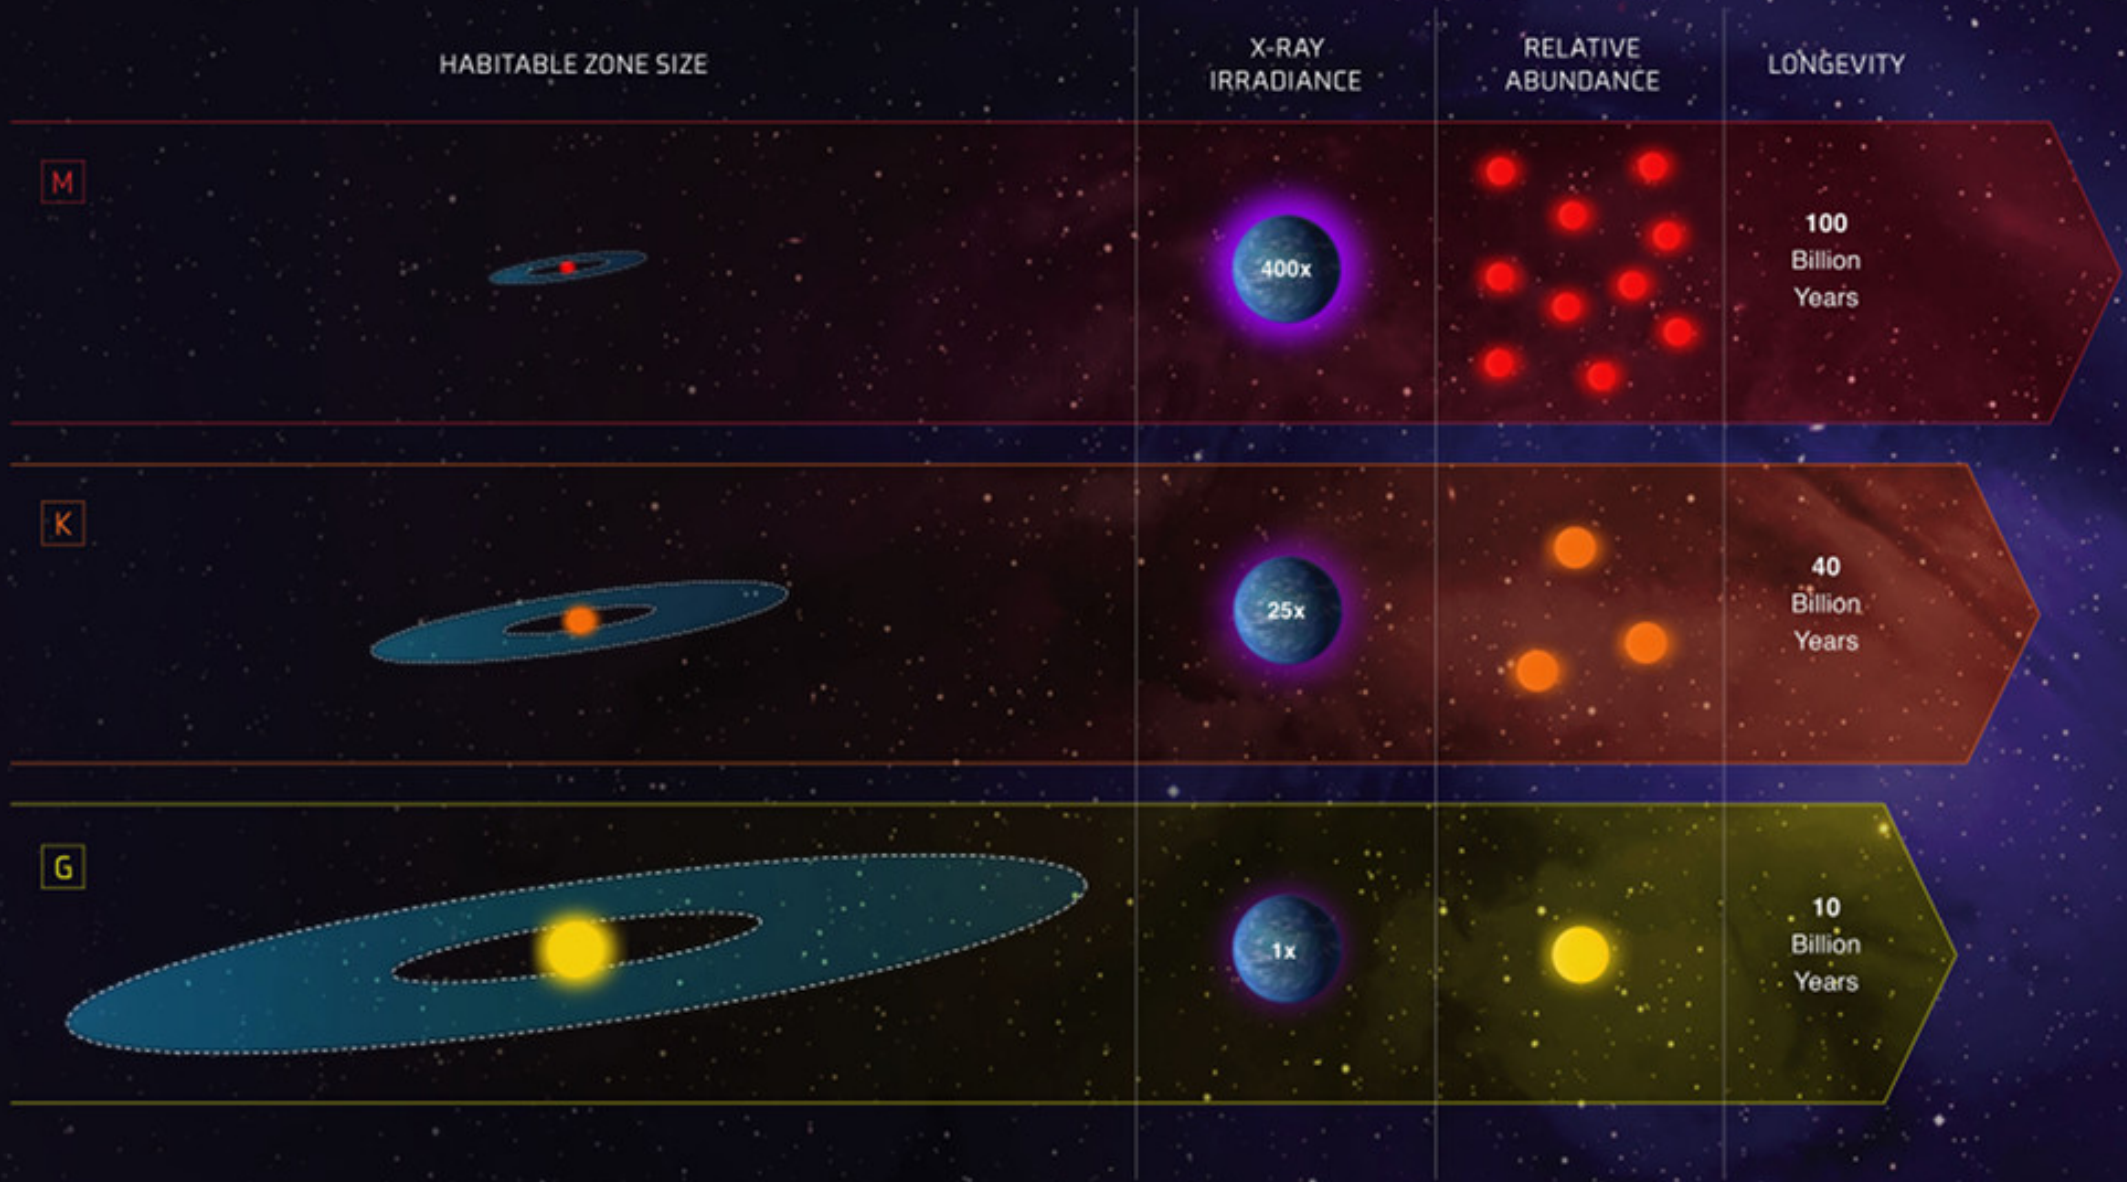 HABITABLE ZONE SIZE
X-RAY
IRRADIANCE
RELATIVE
ABUNDANCE
LONGEVITY
M
400x
100
Billion
Years
K
25x
40
Billion
Years
G
1x
10
Billion
Years